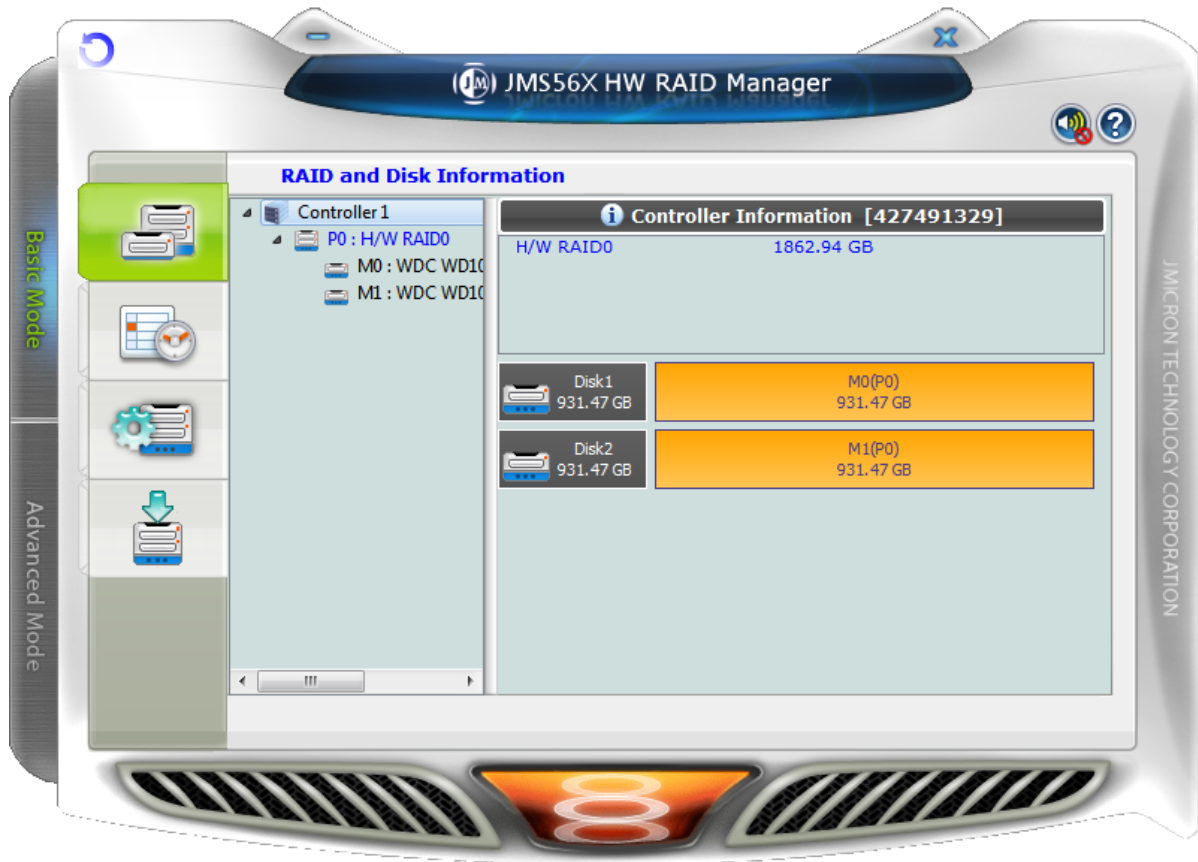 JMS56X HW RAID Manager
RAID and Disk Information
Controller 1
P0 : H/W RAID0
M0 : WDC WD10
M1 : WDC WD10
Controller Information [427491329]
H/W RAID0 1862.94 GB
Disk1
931.47 GB
M0(P0)
931.47 GB
Disk2
931.47 GB
M1(P0)
931.47 GB
Basic Mode
Advanced Mode
JMICRON TECHNOLOGY CORPORATION